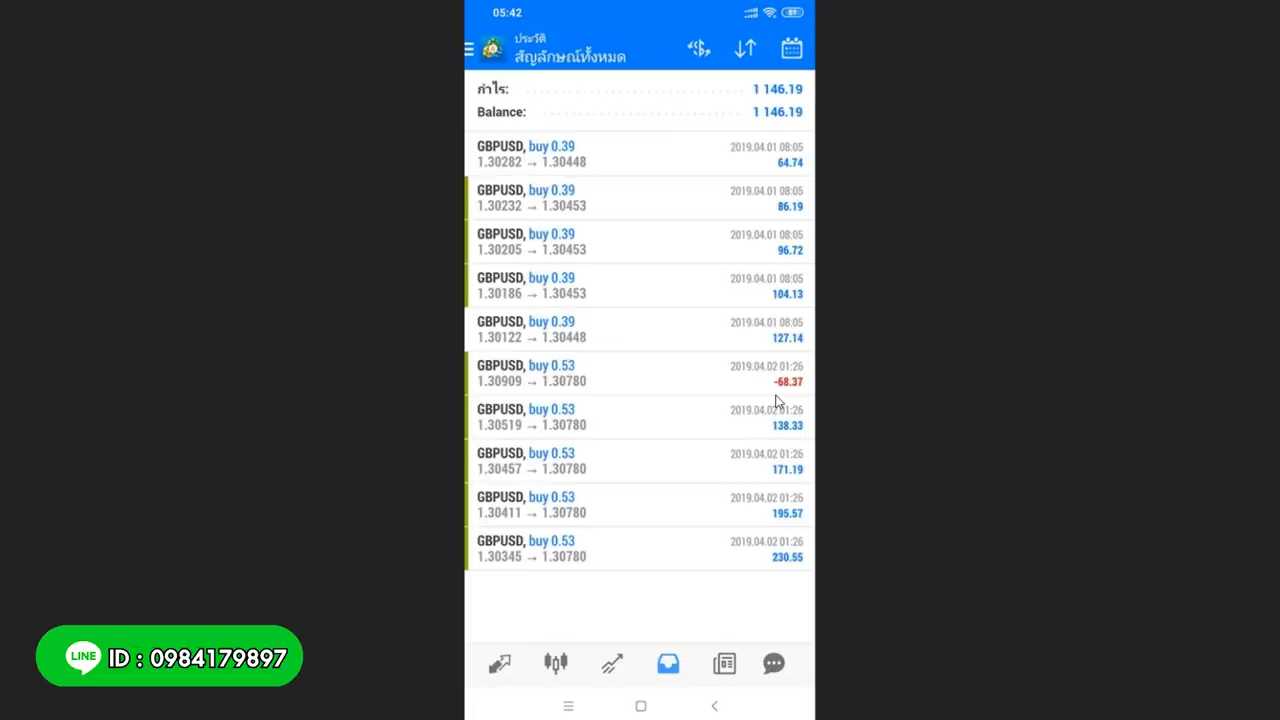 05:42
89
ประวัติ
สัญลักษณ์ทั้งหมด
กำไร: 1 146.19
Balance: 1 146.19
GBPUSD, buy 0.39 2019.04.01 08:05
1.30282 → 1.30448 64.74
GBPUSD, buy 0.39 2019.04.01 08:05
1.30232 → 1.30453 86.19
GBPUSD, buy 0.39 2019.04.01 08:05
1.30205 → 1.30453 96.72
GBPUSD, buy 0.39 2019.04.01 08:05
1.30186 → 1.30453 104.13
GBPUSD, buy 0.39 2019.04.01 08:05
1.30122 → 1.30448 127.14
GBPUSD, buy 0.53 2019.04.02 01:26
1.30909 → 1.30780 -68.37
GBPUSD, buy 0.53 2019.04.02 01:26
1.30519 → 1.30780 138.33
GBPUSD, buy 0.53 2019.04.02 01:26
1.30457 → 1.30780 171.19
GBPUSD, buy 0.53 2019.04.02 01:26
1.30411 → 1.30780 195.57
GBPUSD, buy 0.53 2019.04.02 01:26
1.30345 → 1.30780 230.55
LINE ID : 0984179897